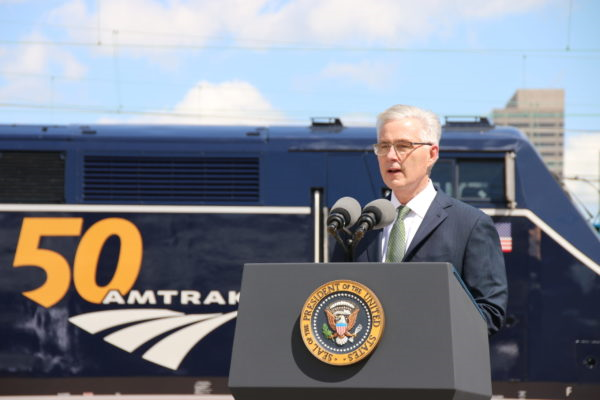 50
AMTRAK
SEAL OF THE PRESIDENT OF THE UNITED STATES